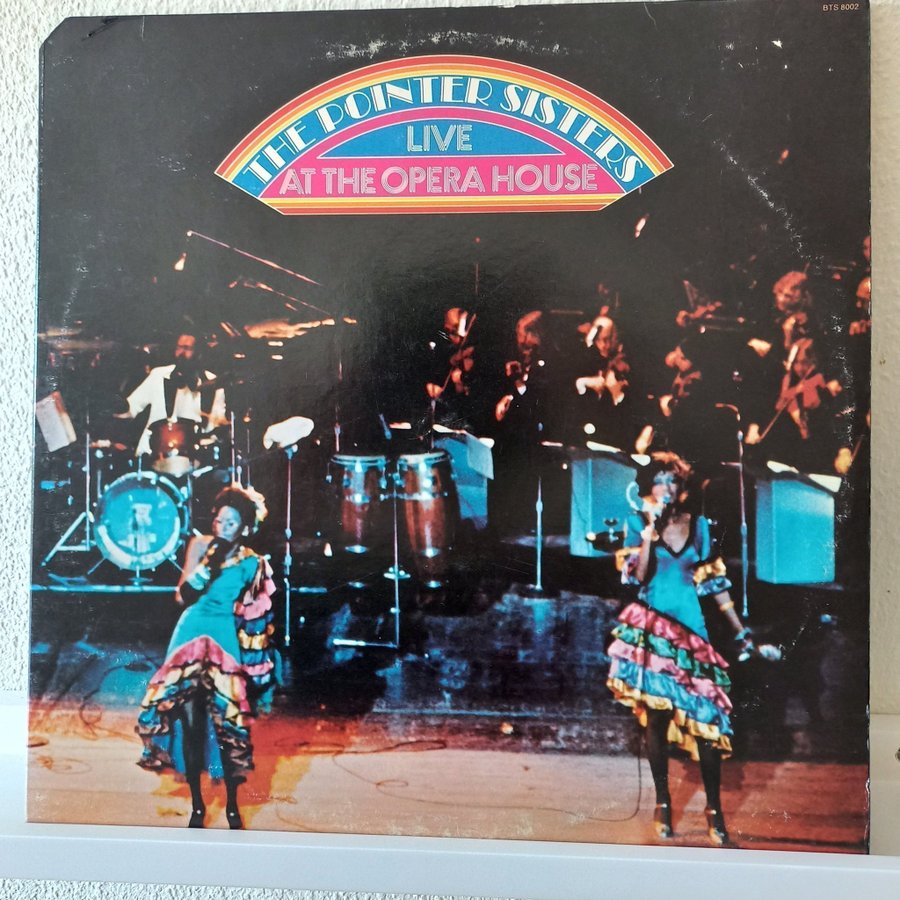 BTS 8002
THE POINTER SISTERS
LIVE
AT THE OPERA HOUSE